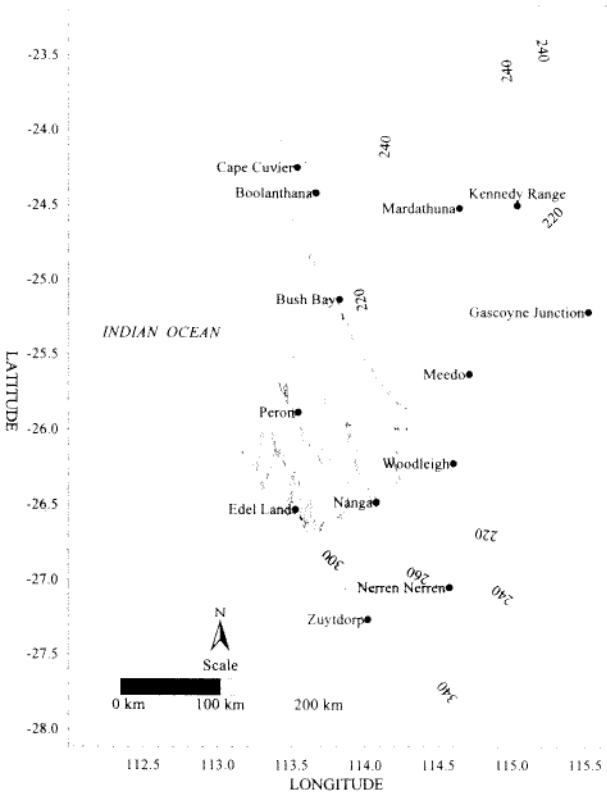 240
-23.5
240
-24.0
240
Cape Cuvier
Boolanthana
Kennedy Range
-24.5
Mardathuna
220
-25.0
Bush Bay
220
Gascoyne Junction
INDIAN OCEAN
-25.5
LATITUDE
Meedo
Peron
-26.0
Woodleigh
-26.5
Edel Land
Nanga
220
300
-27.0
260
Nerren Nerren
240
N
Zuytdorp
-27.5
Scale
340
0 km 100 km 200 km
-28.0
112.5 113.0 113.5 114.0 114.5 115.0 115.5
LONGITUDE